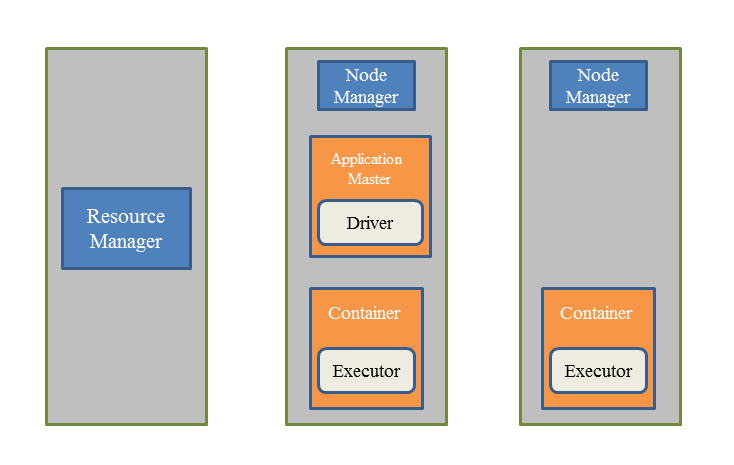 Resource
Manager
Node
Manager
Application
Master
Driver
Container
Executor
Node
Manager
Container
Executor